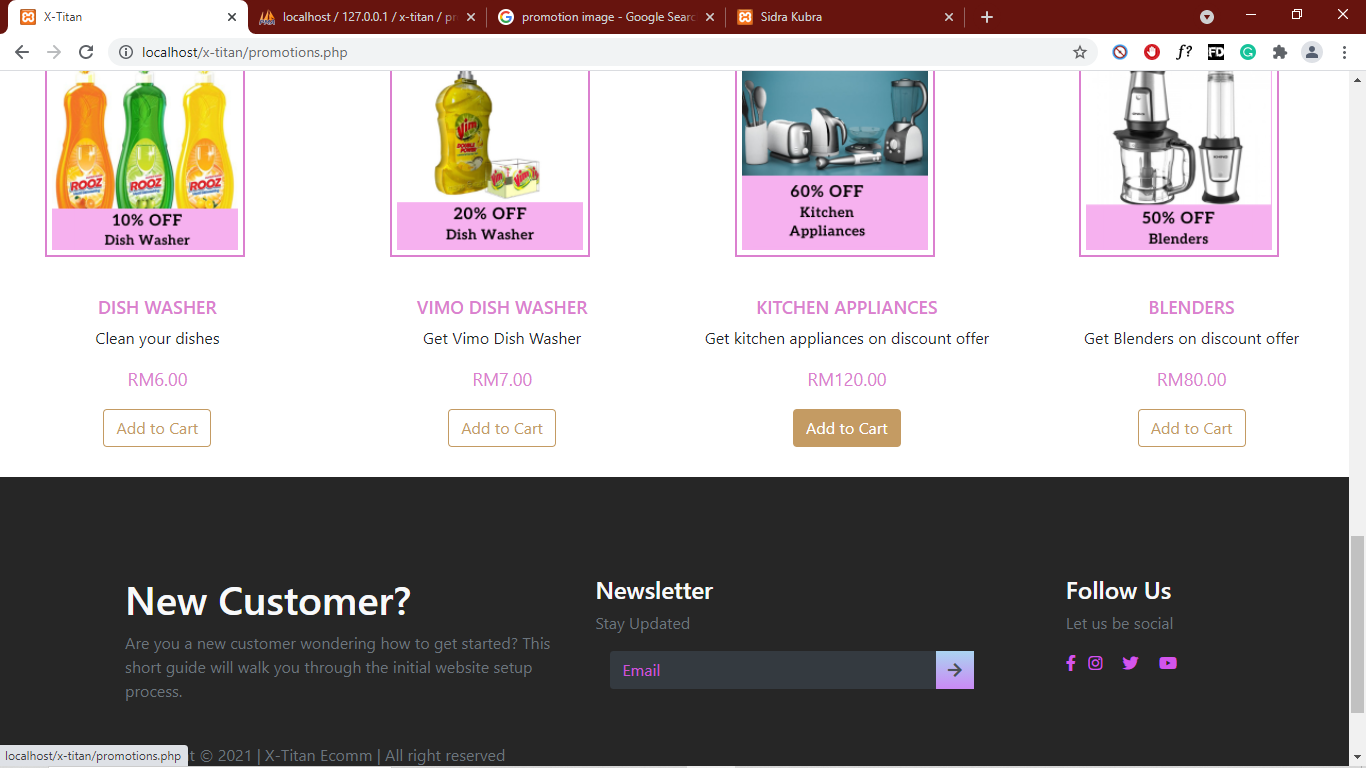 X-Titan
localhost / 127.0.0.1 / x-titan / pr
promotion image - Google Searc
Sidra Kubra
localhost/x-titan/promotions.php
f?
FD
G
ROOZ ROOZ ROOZ
10% OFF
Dish Washer
Vim
DOUBLE
POWER
20% OFF
Dish Washer
60% OFF
Kitchen
Appliances
50% OFF
Blenders
DISH WASHER
Clean your dishes
RM6.00
Add to Cart
VIMO DISH WASHER
Get Vimo Dish Washer
RM7.00
Add to Cart
KITCHEN APPLIANCES
Get kitchen appliances on discount offer
RM120.00
Add to Cart
BLENDERS
Get Blenders on discount offer
RM80.00
Add to Cart
New Customer?
Are you a new customer wondering how to get started? This
short guide will walk you through the initial website setup
process.
Newsletter
Stay Updated
Email
Follow Us
Let us be social
t © 2021 | X-Titan Ecomm | All right reserved
localhost/x-titan/promotions.php